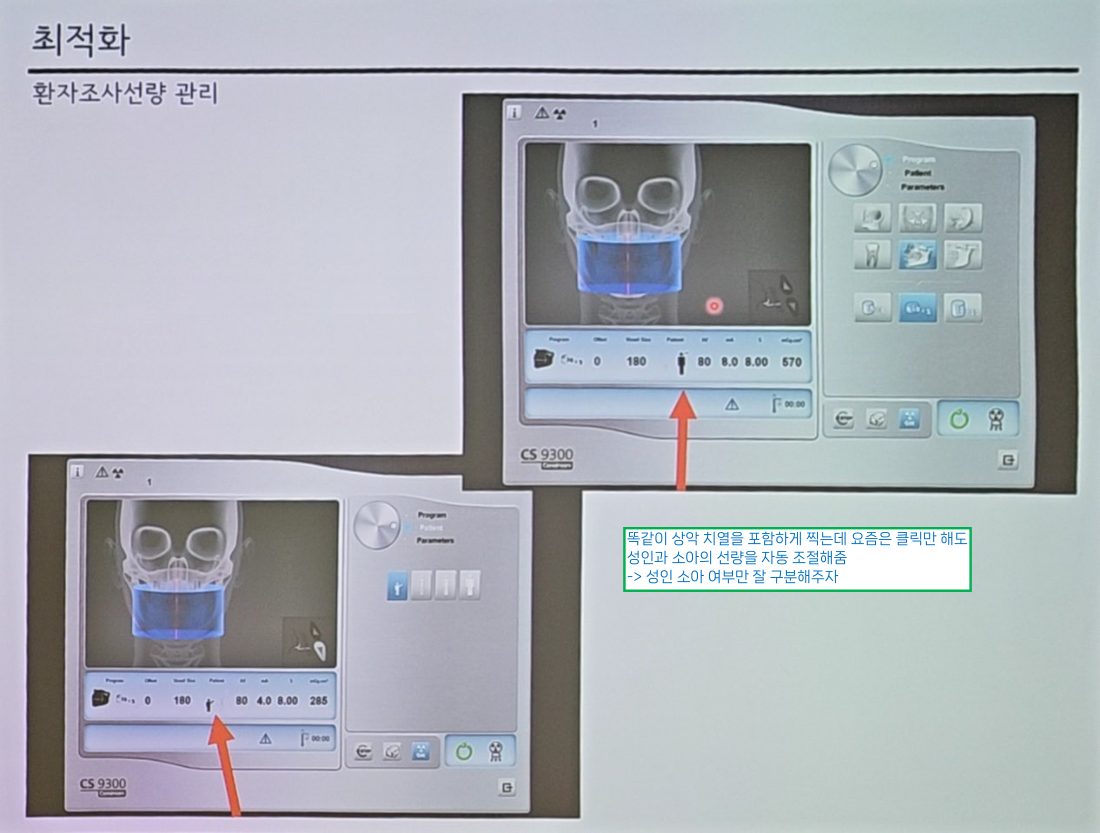 최적화
환자조사선량 관리
i
1
Program
Patient
Parameters
Program Offset Voxel Size Patient kV mA S mGy.cm²
0 180 80 8.0 8.00 570
00:00
CS 9300
Carestream
i
1
Program
Patient
Parameters
Program Offset Voxel Size Patient kV mA S mGy.cm²
0 180 80 4.0 8.00 285
00:00
CS 9300
Carestream
똑같이 상악 치열을 포함하게 찍는데 요즘은 클릭만 해도
성인과 소아의 선량을 자동 조절해줌
-> 성인 소아 여부만 잘 구분해주자